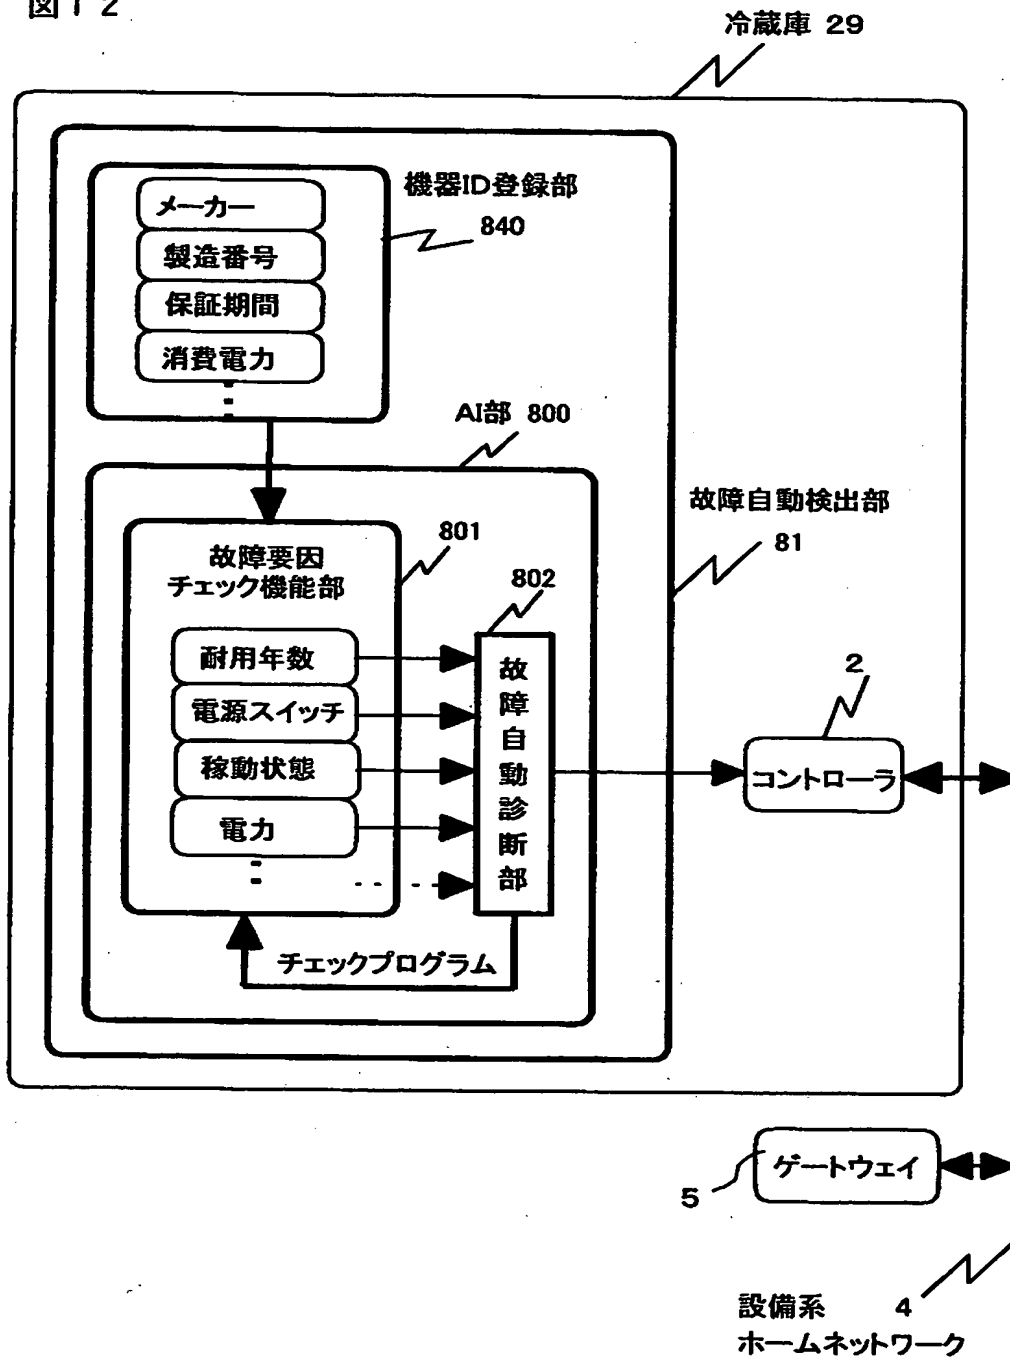 図12
冷蔵庫 29
メーカー
製造番号
保証期間
消費電力
機器ID登録部
840
AI部 800
故障自動検出部
81
801
故障要因
チェック機能部
802
耐用年数
電源スイッチ
稼動状態
電力
故障自動診断部
チェックプログラム
2
コントローラ
ゲートウェイ
5
設備系 4
ホームネットワーク